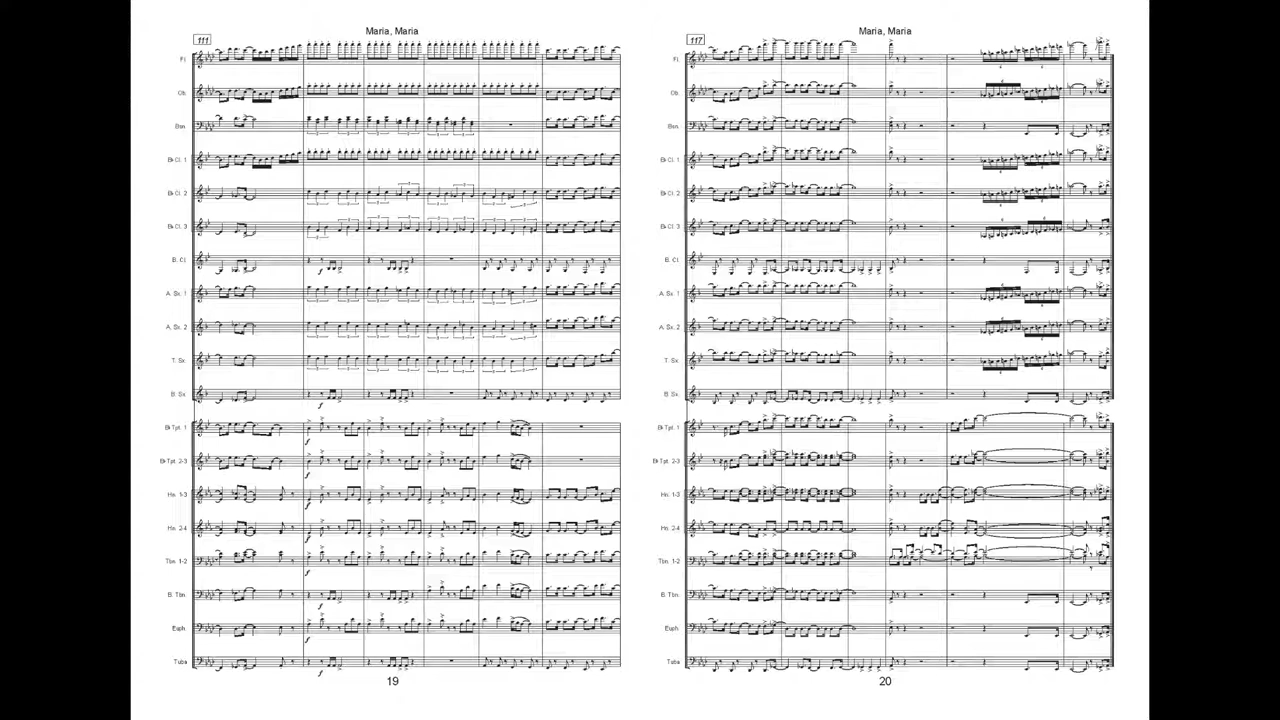 Maria, Maria
111
Fl.
Ob.
Bsn.
B♭ Cl. 1
B♭ Cl. 2
B♭ Cl. 3
B. Cl.
A. Sx. 1
A. Sx. 2
T. Sx.
B. Sx.
B♭ Tpt. 1
B♭ Tpt. 2-3
Hn. 1-3
Hn. 2-4
Tbn. 1-2
B. Tbn.
Euph.
Tuba
19
Maria, Maria
117
Fl.
Ob.
Bsn.
B♭ Cl. 1
B♭ Cl. 2
B♭ Cl. 3
B. Cl.
A. Sx. 1
A. Sx. 2
T. Sx.
B. Sx.
B♭ Tpt. 1
B♭ Tpt. 2-3
Hn. 1-3
Hn. 2-4
Tbn. 1-2
B. Tbn.
Euph.
Tuba
20